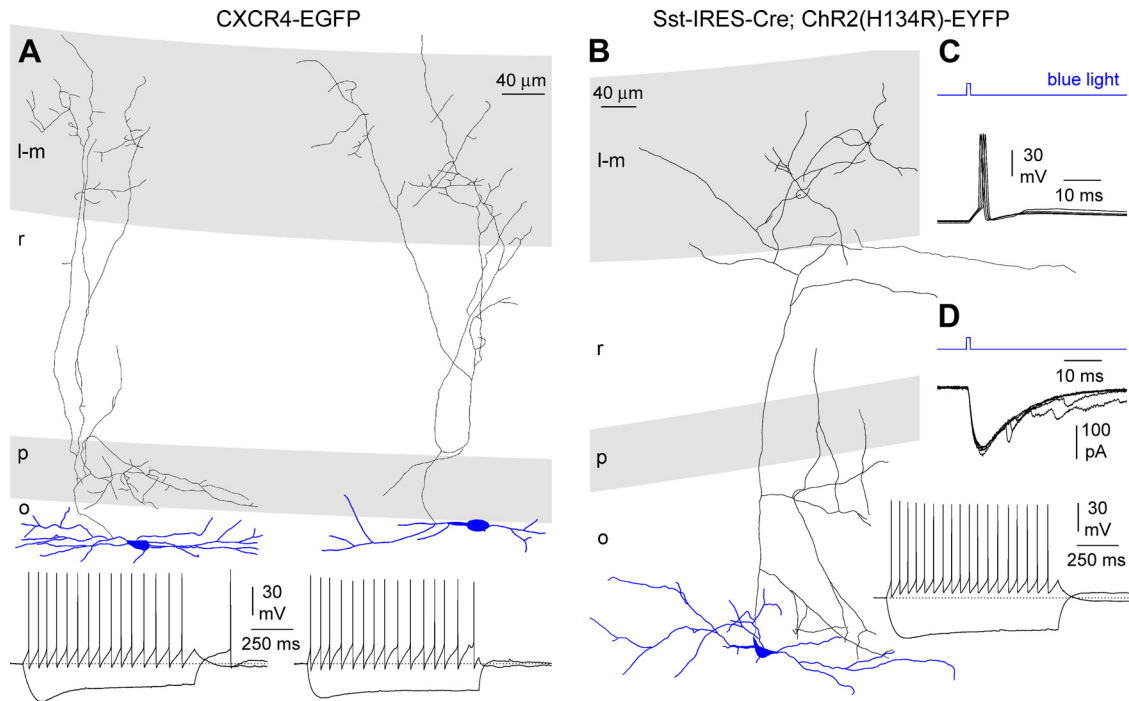 CXCR4-EGFP
Sst-IRES-Cre; ChR2(H134R)-EYFP
A
40 μm
l-m
r
p
o
30
mV
250 ms
B
40 μm
l-m
r
p
o
C
blue light
30
mV
10 ms
D
10 ms
100
pA
30
mV
250 ms